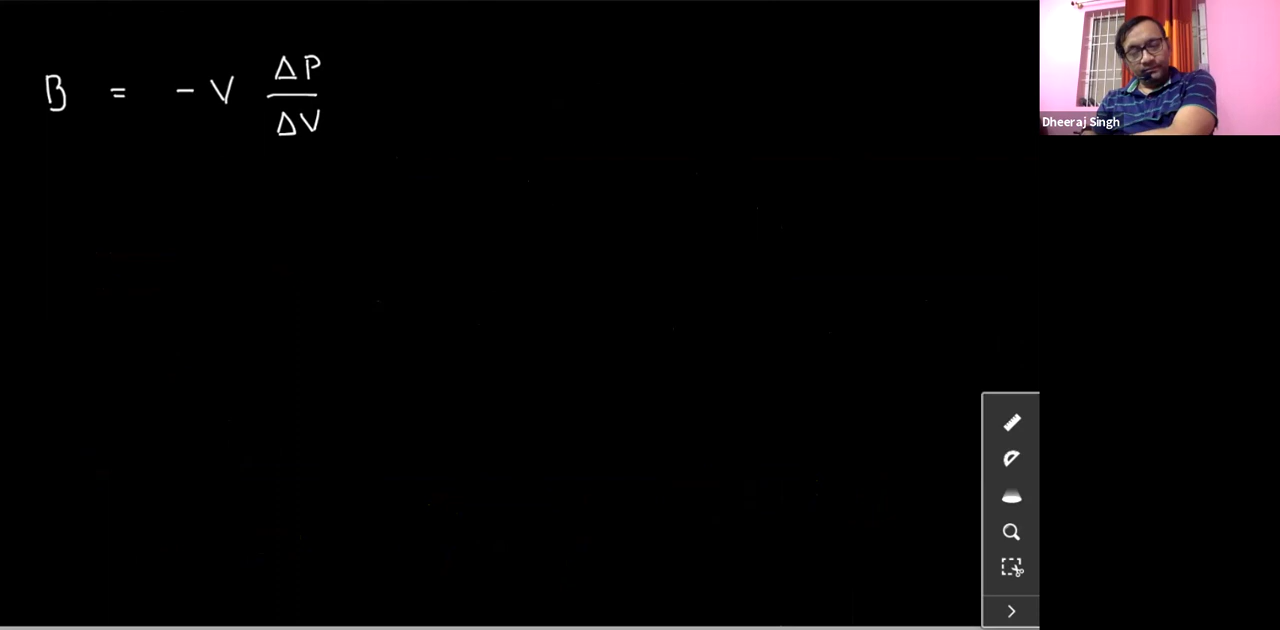 B = - V ΔP / ΔV
Dheeraj Singh